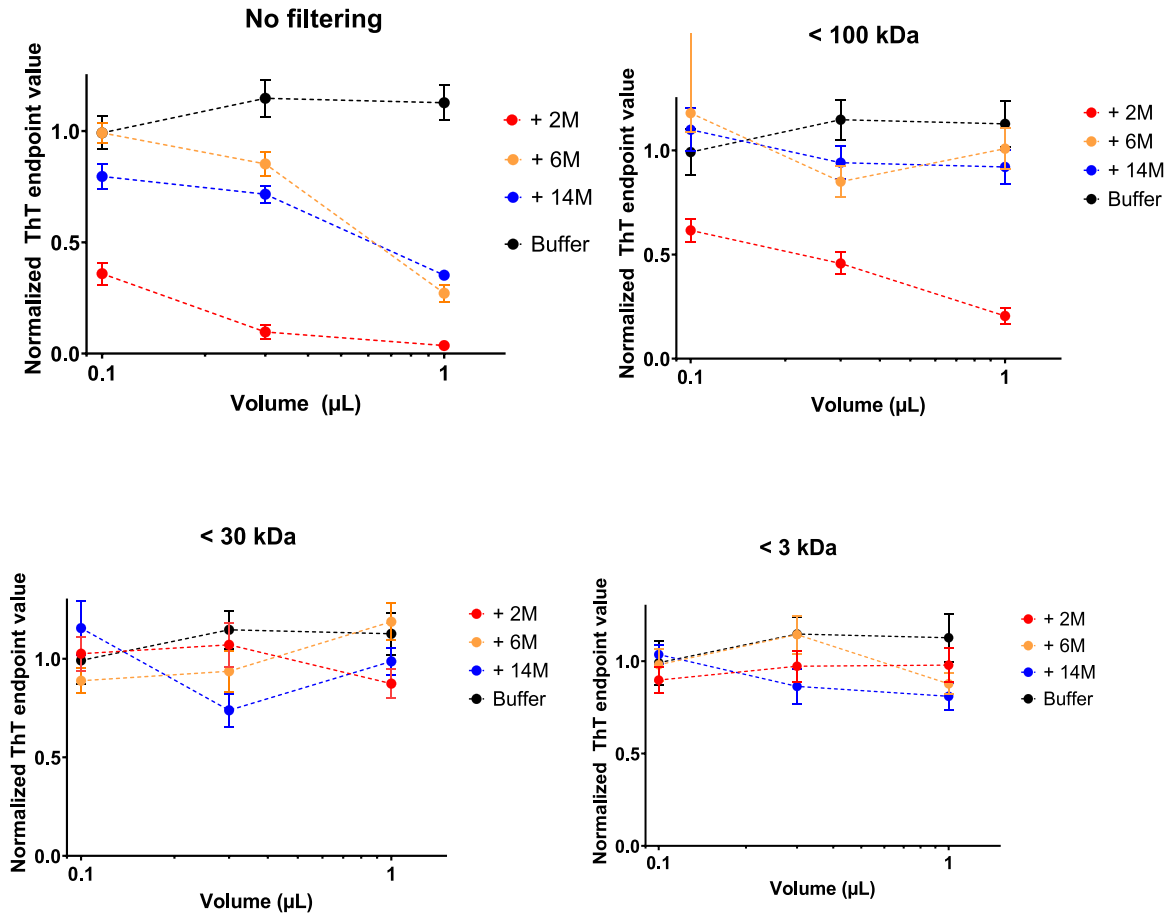 No filtering
Normalized ThT endpoint value
1.0
0.5
0.0
0.1
1
Volume (µL)
+ 2M
+ 6M
+ 14M
Buffer
< 100 kDa
Normalized ThT endpoint value
1.0
0.5
0.0
0.1
1
Volume (µL)
+ 2M
+ 6M
+ 14M
Buffer
< 30 kDa
Normalized ThT endpoint value
1.0
0.5
0.0
0.1
1
Volume (µL)
+ 2M
+ 6M
+ 14M
Buffer
< 3 kDa
Normalized ThT endpoint value
1.0
0.5
0.0
0.1
1
Volume (µL)
+ 2M
+ 6M
+ 14M
Buffer